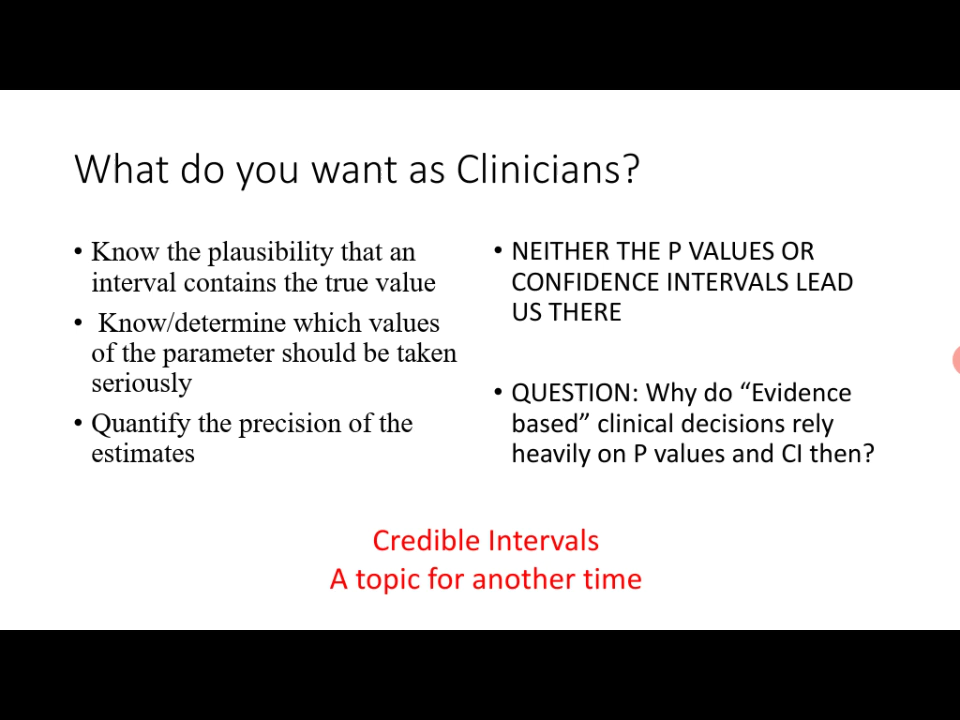 What do you want as Clinicians?
• Know the plausibility that an
interval contains the true value
• Know/determine which values
of the parameter should be taken
seriously
• Quantify the precision of the
estimates
• NEITHER THE P VALUES OR
CONFIDENCE INTERVALS LEAD
US THERE
• QUESTION: Why do “Evidence
based” clinical decisions rely
heavily on P values and CI then?
Credible Intervals
A topic for another time